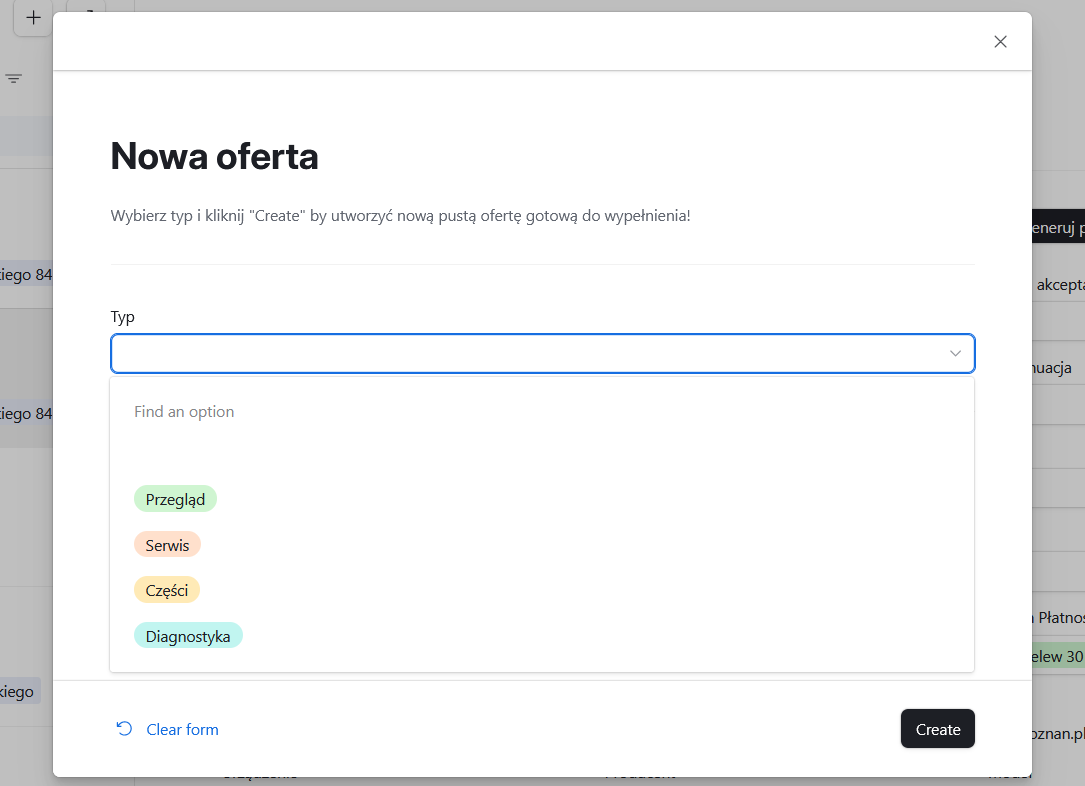 Nowa oferta
Wybierz typ i kliknij "Create" by utworzyć nową pustą ofertę gotową do wypełnienia!
eneruj
kiego 84
akcepta
Typ
nuacja
Find an option
kiego 84
Przegląd
Serwis
Części
Płatnoś
Diagnostyka
elew 30
kiego
Clear form
Create
oznan.pl